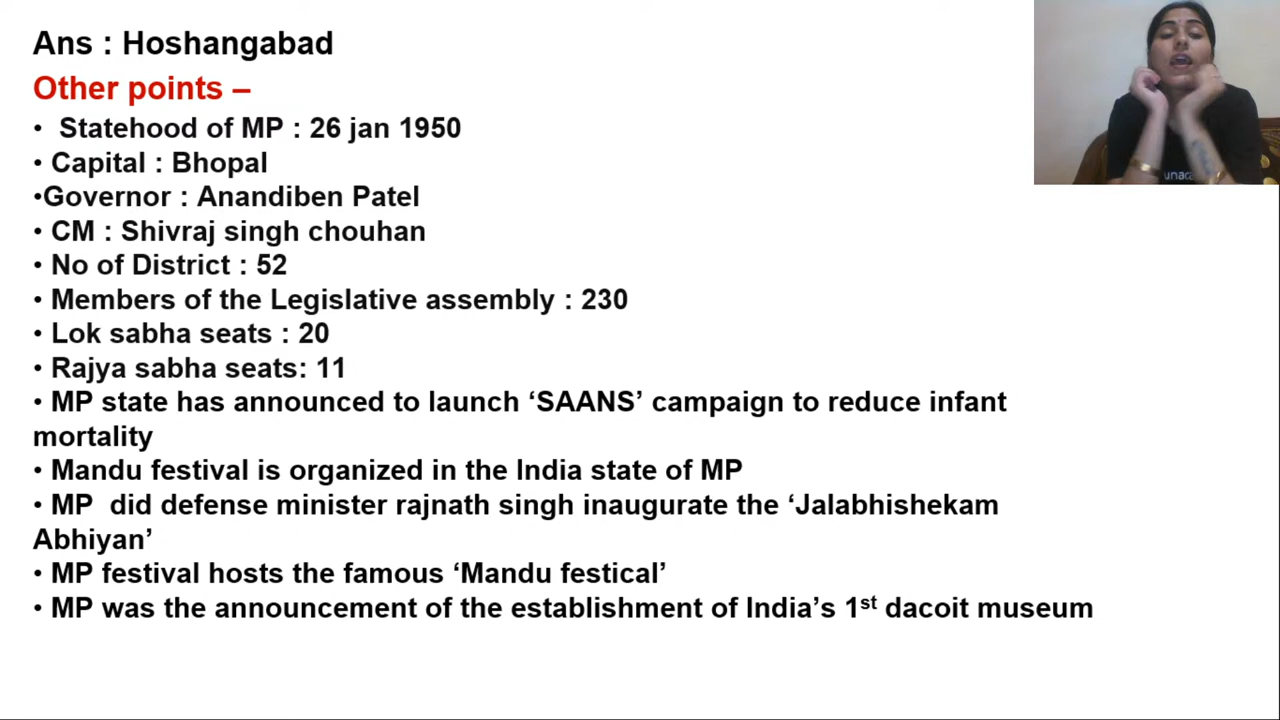 Ans : Hoshangabad
Other points –
• Statehood of MP : 26 jan 1950
• Capital : Bhopal
•Governor : Anandiben Patel
• CM : Shivraj singh chouhan
• No of District : 52
• Members of the Legislative assembly : 230
• Lok sabha seats : 20
• Rajya sabha seats: 11
• MP state has announced to launch ‘SAANS’ campaign to reduce infant
mortality
• Mandu festival is organized in the India state of MP
• MP did defense minister rajnath singh inaugurate the ‘Jalabhishekam
Abhiyan’
• MP festival hosts the famous ‘Mandu festical’
• MP was the announcement of the establishment of India’s 1st dacoit museum